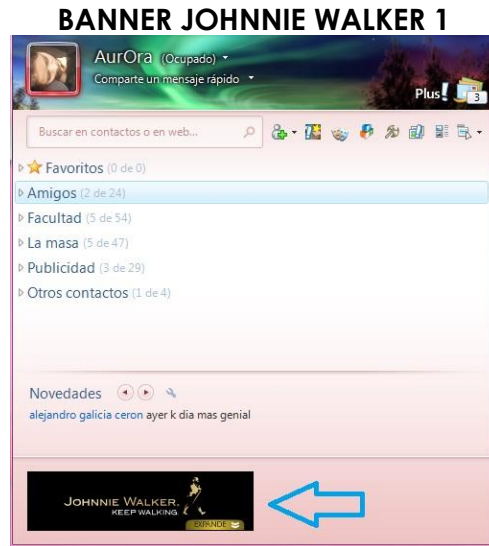 BANNER JOHNNIE WALKER 1
AurOra (Ocupado)
Comparte un mensaje rápido
Plus!
3
Buscar en contactos o en web...
Favoritos (0 de 0)
Amigos (2 de 24)
Facultad (5 de 54)
La masa (5 de 47)
Publicidad (3 de 29)
Otros contactos (1 de 4)
Novedades
alejandro galicia ceron ayer k dia mas genial
JOHNNIE WALKER.
KEEP WALKING.
EXPANDE